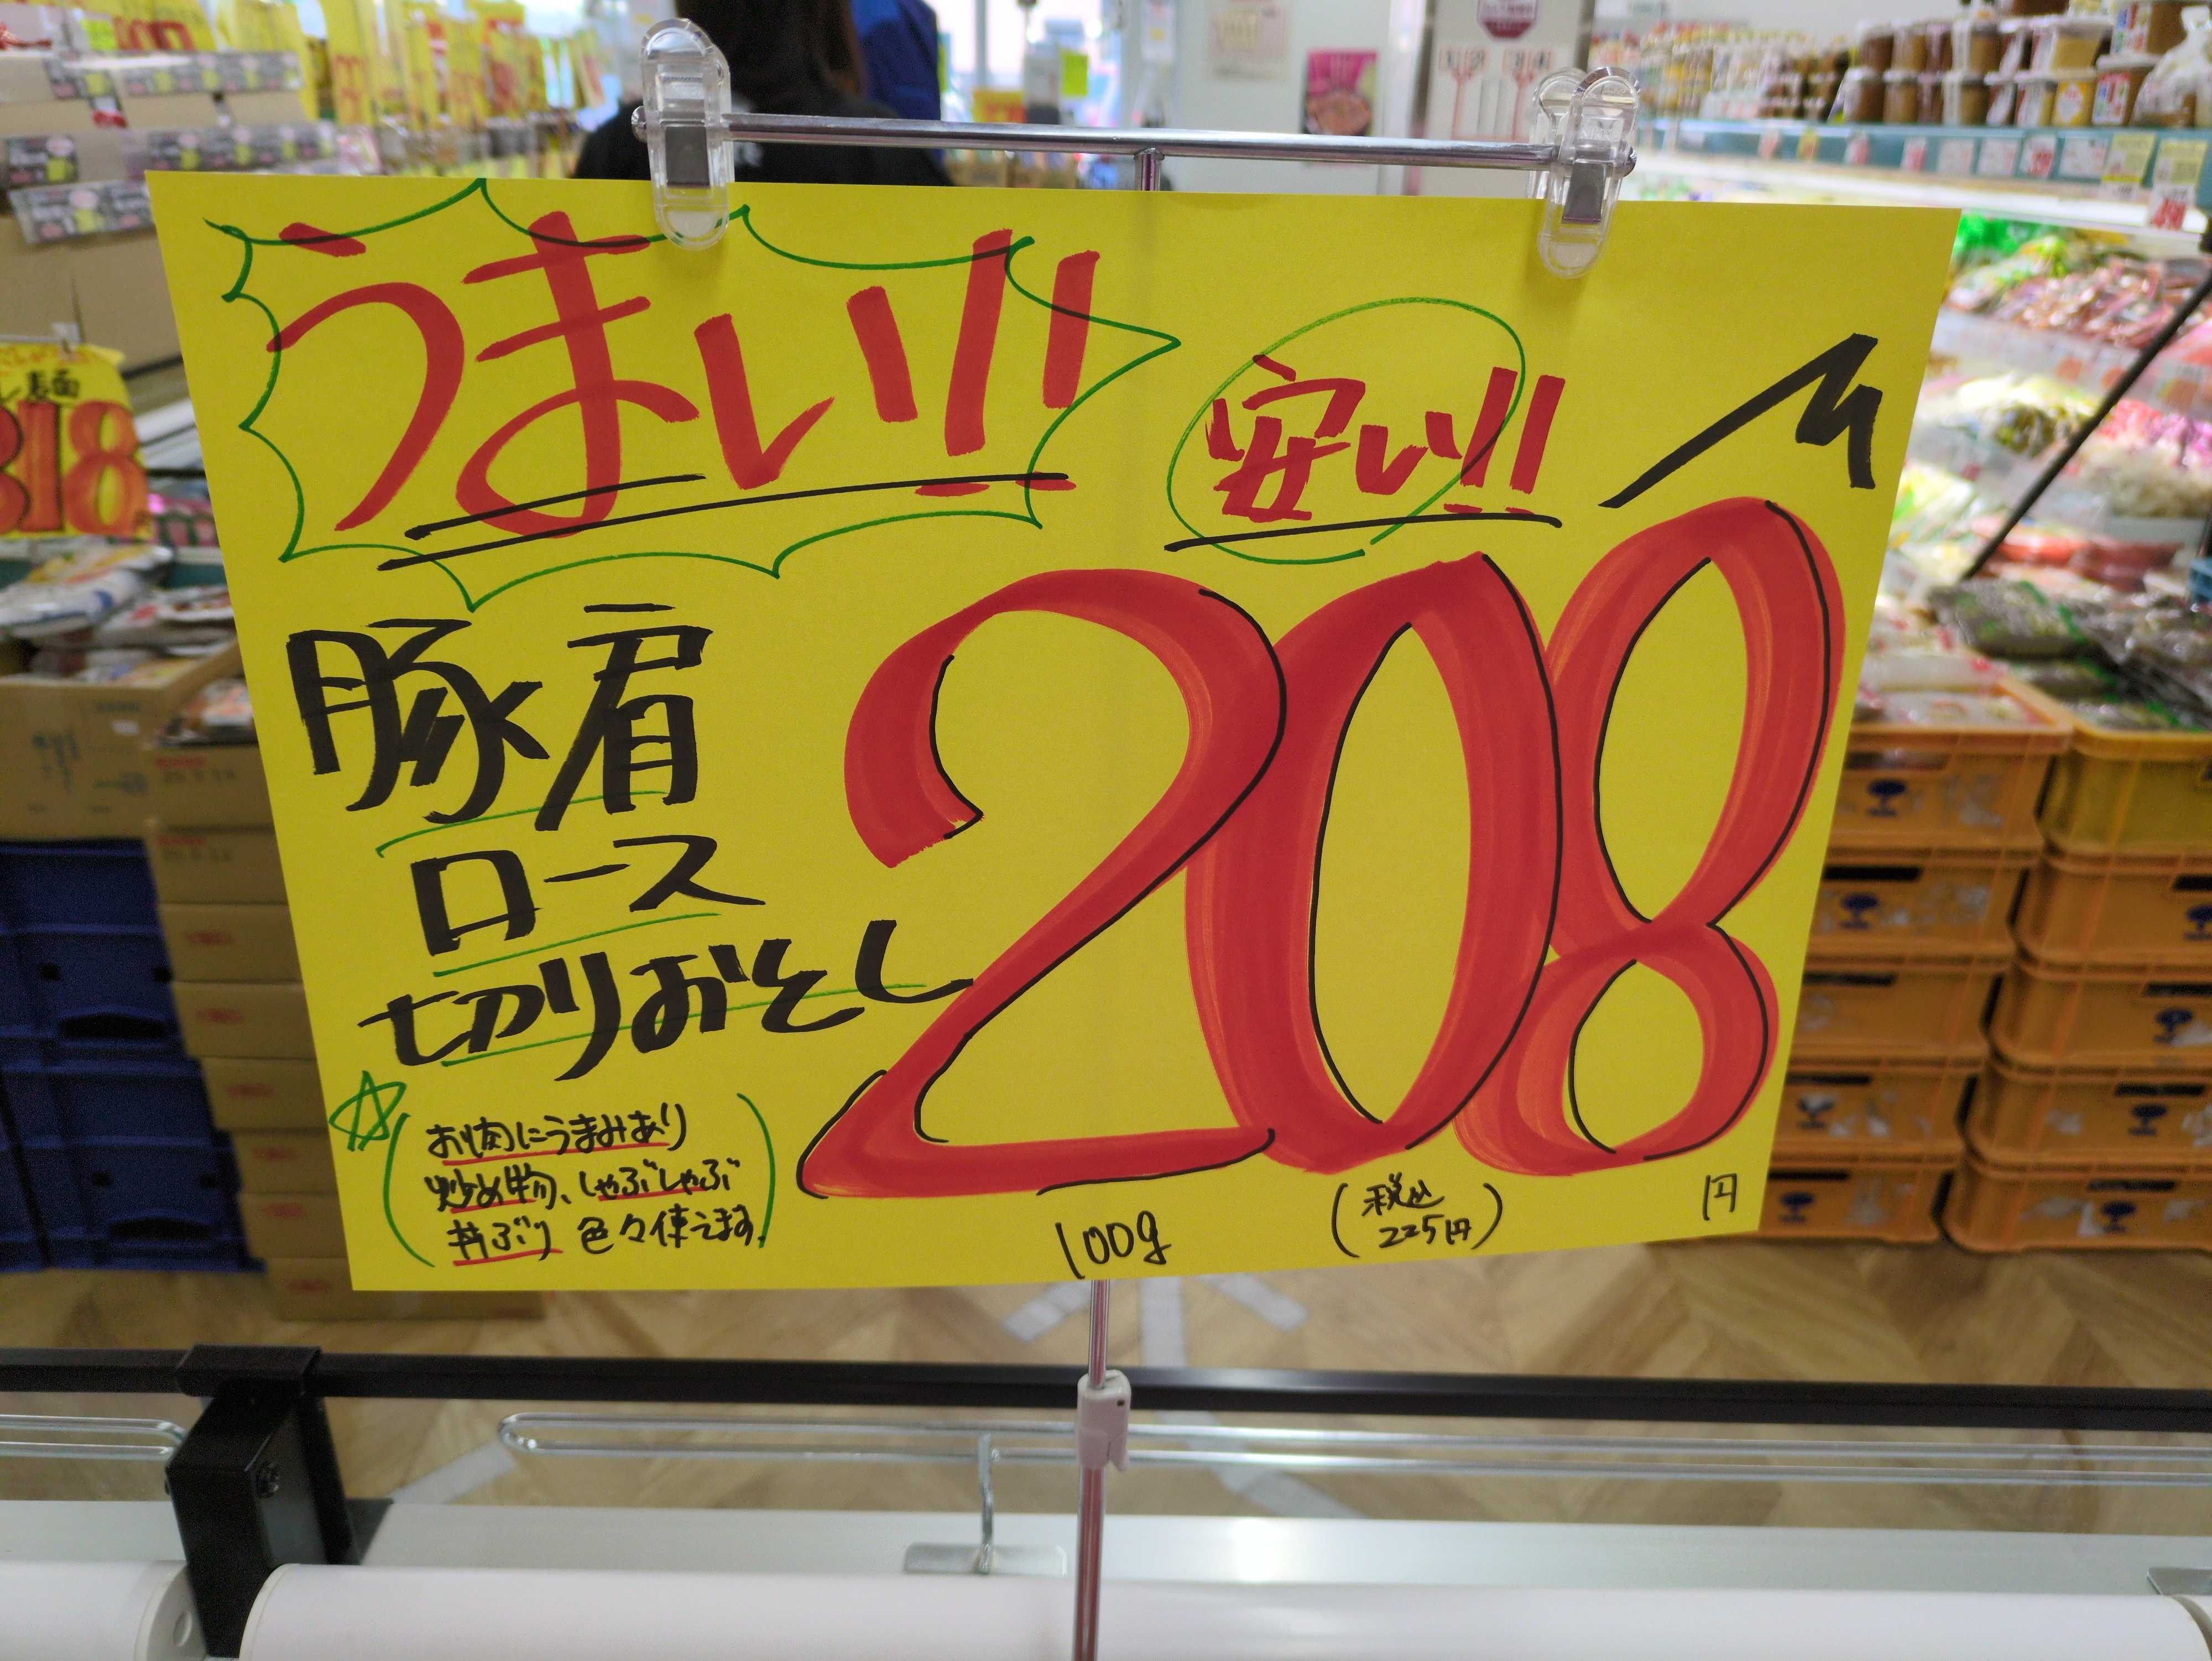 うまい!!
安い!!
豚肩
ロース
切りおとし
208
円
100g
(税込
225円)
☆(お肉にうまみあり
炒め物、しゃぶしゃぶ
丼ぶり 色々使えます。)
麺
818